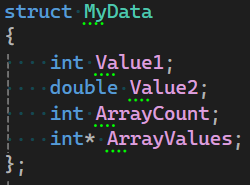 struct MyData
{
    int Value1;
    double Value2;
    int ArrayCount;
    int* ArrayValues;
};